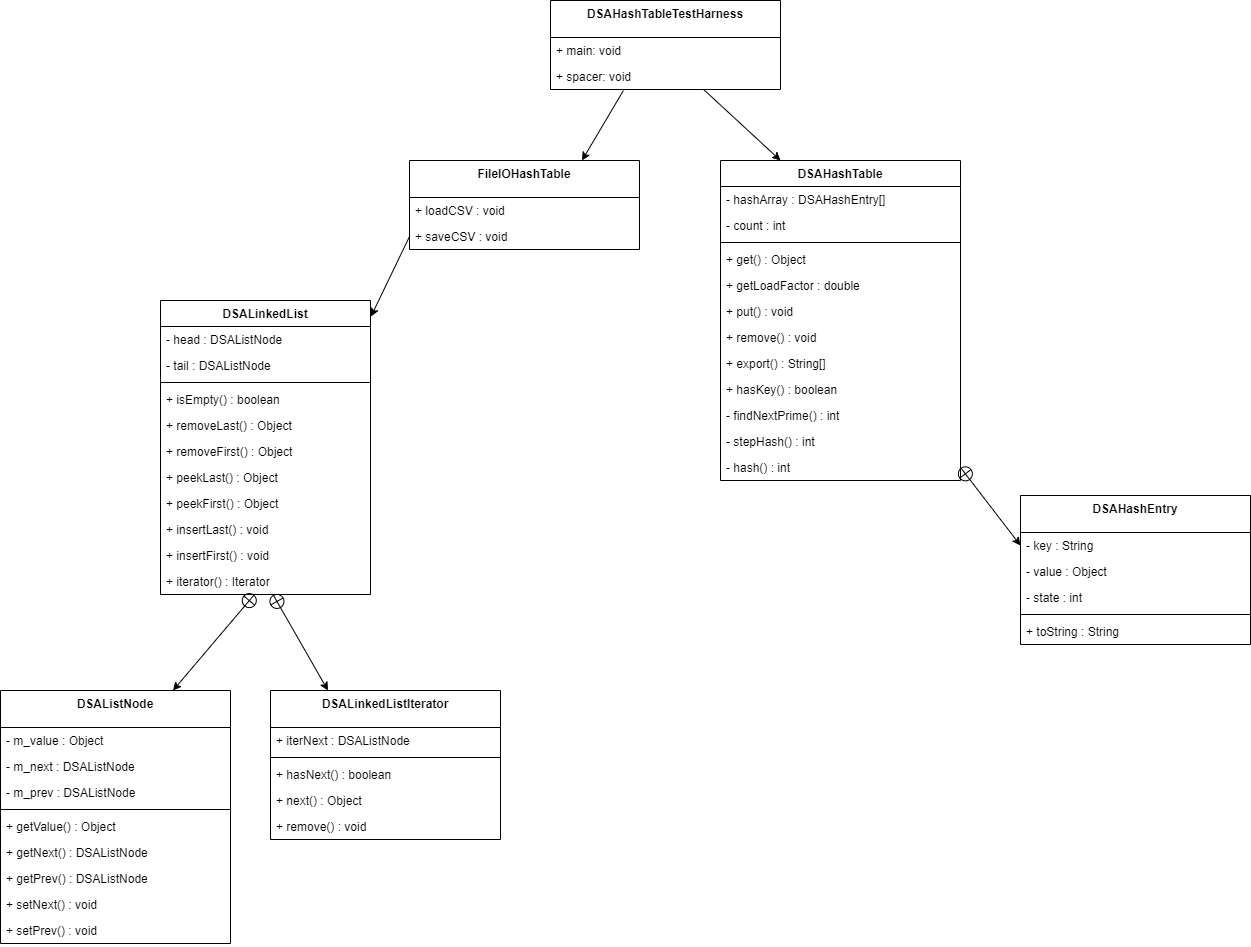 DSAHashTableTestHarness
+ main: void
+ spacer: void
FileIOHashTable
+ loadCSV : void
+ saveCSV : void
DSAHashTable
- hashArray : DSAHashEntry[]
- count : int
+ get() : Object
+ getLoadFactor : double
+ put() : void
+ remove() : void
+ export() : String[]
+ hasKey() : boolean
- findNextPrime() : int
- stepHash() : int
- hash() : int
DSALinkedList
- head : DSAListNode
- tail : DSAListNode
+ isEmpty() : boolean
+ removeLast() : Object
+ removeFirst() : Object
+ peekLast() : Object
+ peekFirst() : Object
+ insertLast() : void
+ insertFirst() : void
+ iterator() : Iterator
DSAHashEntry
- key : String
- value : Object
- state : int
+ toString : String
DSAListNode
- m_value : Object
- m_next : DSAListNode
- m_prev : DSAListNode
+ getValue() : Object
+ getNext() : DSAListNode
+ getPrev() : DSAListNode
+ setNext() : void
+ setPrev() : void
DSALinkedListIterator
+ iterNext : DSAListNode
+ hasNext() : boolean
+ next() : Object
+ remove() : void